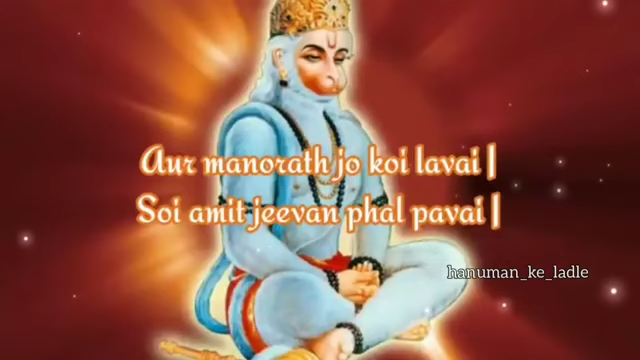 Aur manorath jo koi lavai |
Soi amit jeevan phal pavai |
hanuman_ke_ladle